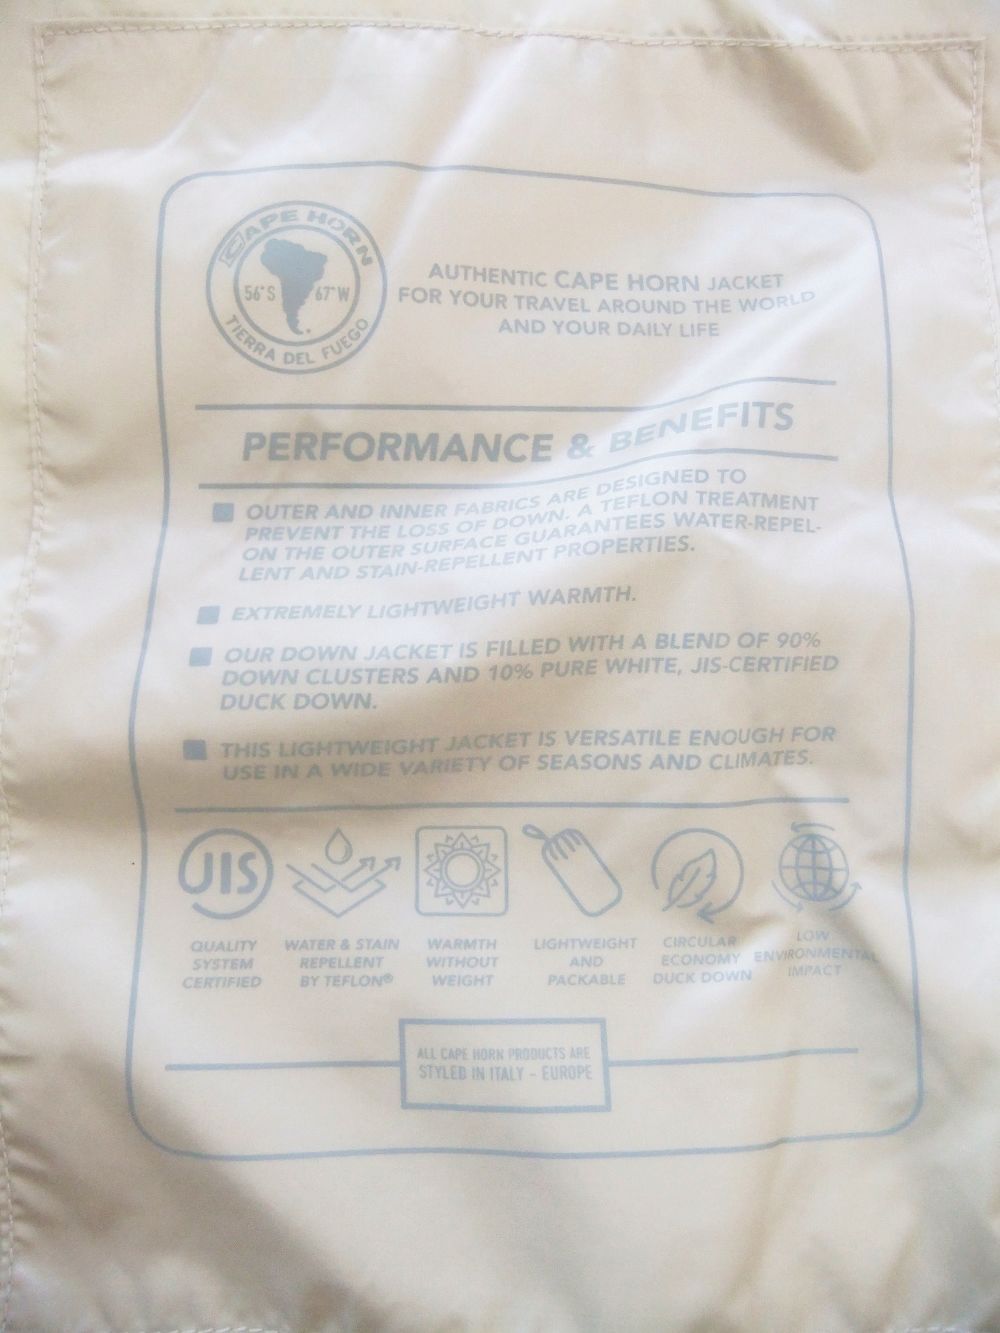 CAPE HORN
56° S 67° W
TIERRA DEL FUEGO
AUTHENTIC CAPE HORN JACKET
FOR YOUR TRAVEL AROUND THE WORLD
AND YOUR DAILY LIFE
PERFORMANCE & BENEFITS
OUTER AND INNER FABRICS ARE DESIGNED TO
PREVENT THE LOSS OF DOWN. A TEFLON TREATMENT
ON THE OUTER SURFACE GUARANTEES WATER-REPEL-
LENT AND STAIN-REPELLENT PROPERTIES.
EXTREMELY LIGHTWEIGHT WARMTH.
OUR DOWN JACKET IS FILLED WITH A BLEND OF 90%
DOWN CLUSTERS AND 10% PURE WHITE, JIS-CERTIFIED
DUCK DOWN.
THIS LIGHTWEIGHT JACKET IS VERSATILE ENOUGH FOR
USE IN A WIDE VARIETY OF SEASONS AND CLIMATES.
JIS
QUALITY
SYSTEM
CERTIFIED
WATER & STAIN
REPELLENT
BY TEFLON®
WARMTH
WITHOUT
WEIGHT
LIGHTWEIGHT
AND
PACKABLE
CIRCULAR
ECONOMY
DUCK DOWN
LOW
ENVIRONMENTAL
IMPACT
ALL CAPE HORN PRODUCTS ARE
STYLED IN ITALY - EUROPE